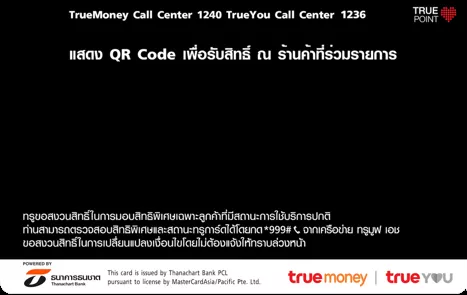 TrueMoney Call Center 1240 TrueYou Call Center 1236
TRUE
POINT
แสดง QR Code เพื่อรับสิทธิ์ ณ ร้านค้าที่ร่วมรายการ
ทรูขอสงวนสิทธิ์ในการมอบสิทธิพิเศษเฉพาะลูกค้าที่มีสถานะการใช้บริการปกติ
ท่านสามารถตรวจสอบสิทธิพิเศษและสถานะทรูการ์ดได้โดยกด *999# จากเครือข่าย ทรูมูฟ เอช
ขอสงวนสิทธิ์ในการเปลี่ยนแปลงเงื่อนไขโดยไม่ต้องแจ้งให้ทราบล่วงหน้า
POWERED BY
ธนาคารธนชาต
Thanachart Bank
This card is issued by Thanachart Bank PCL
pursuant to license by MasterCardAsia/Pacific Pte. Ltd.
truemoney
trueyou